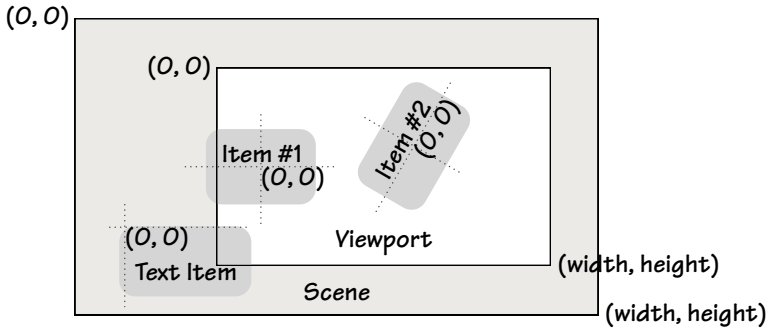 (0, 0)
(0, 0)
Item #1
(0, 0)
Item #2
(0, 0)
(0, 0)
Text Item
Viewport
(width, height)
Scene
(width, height)